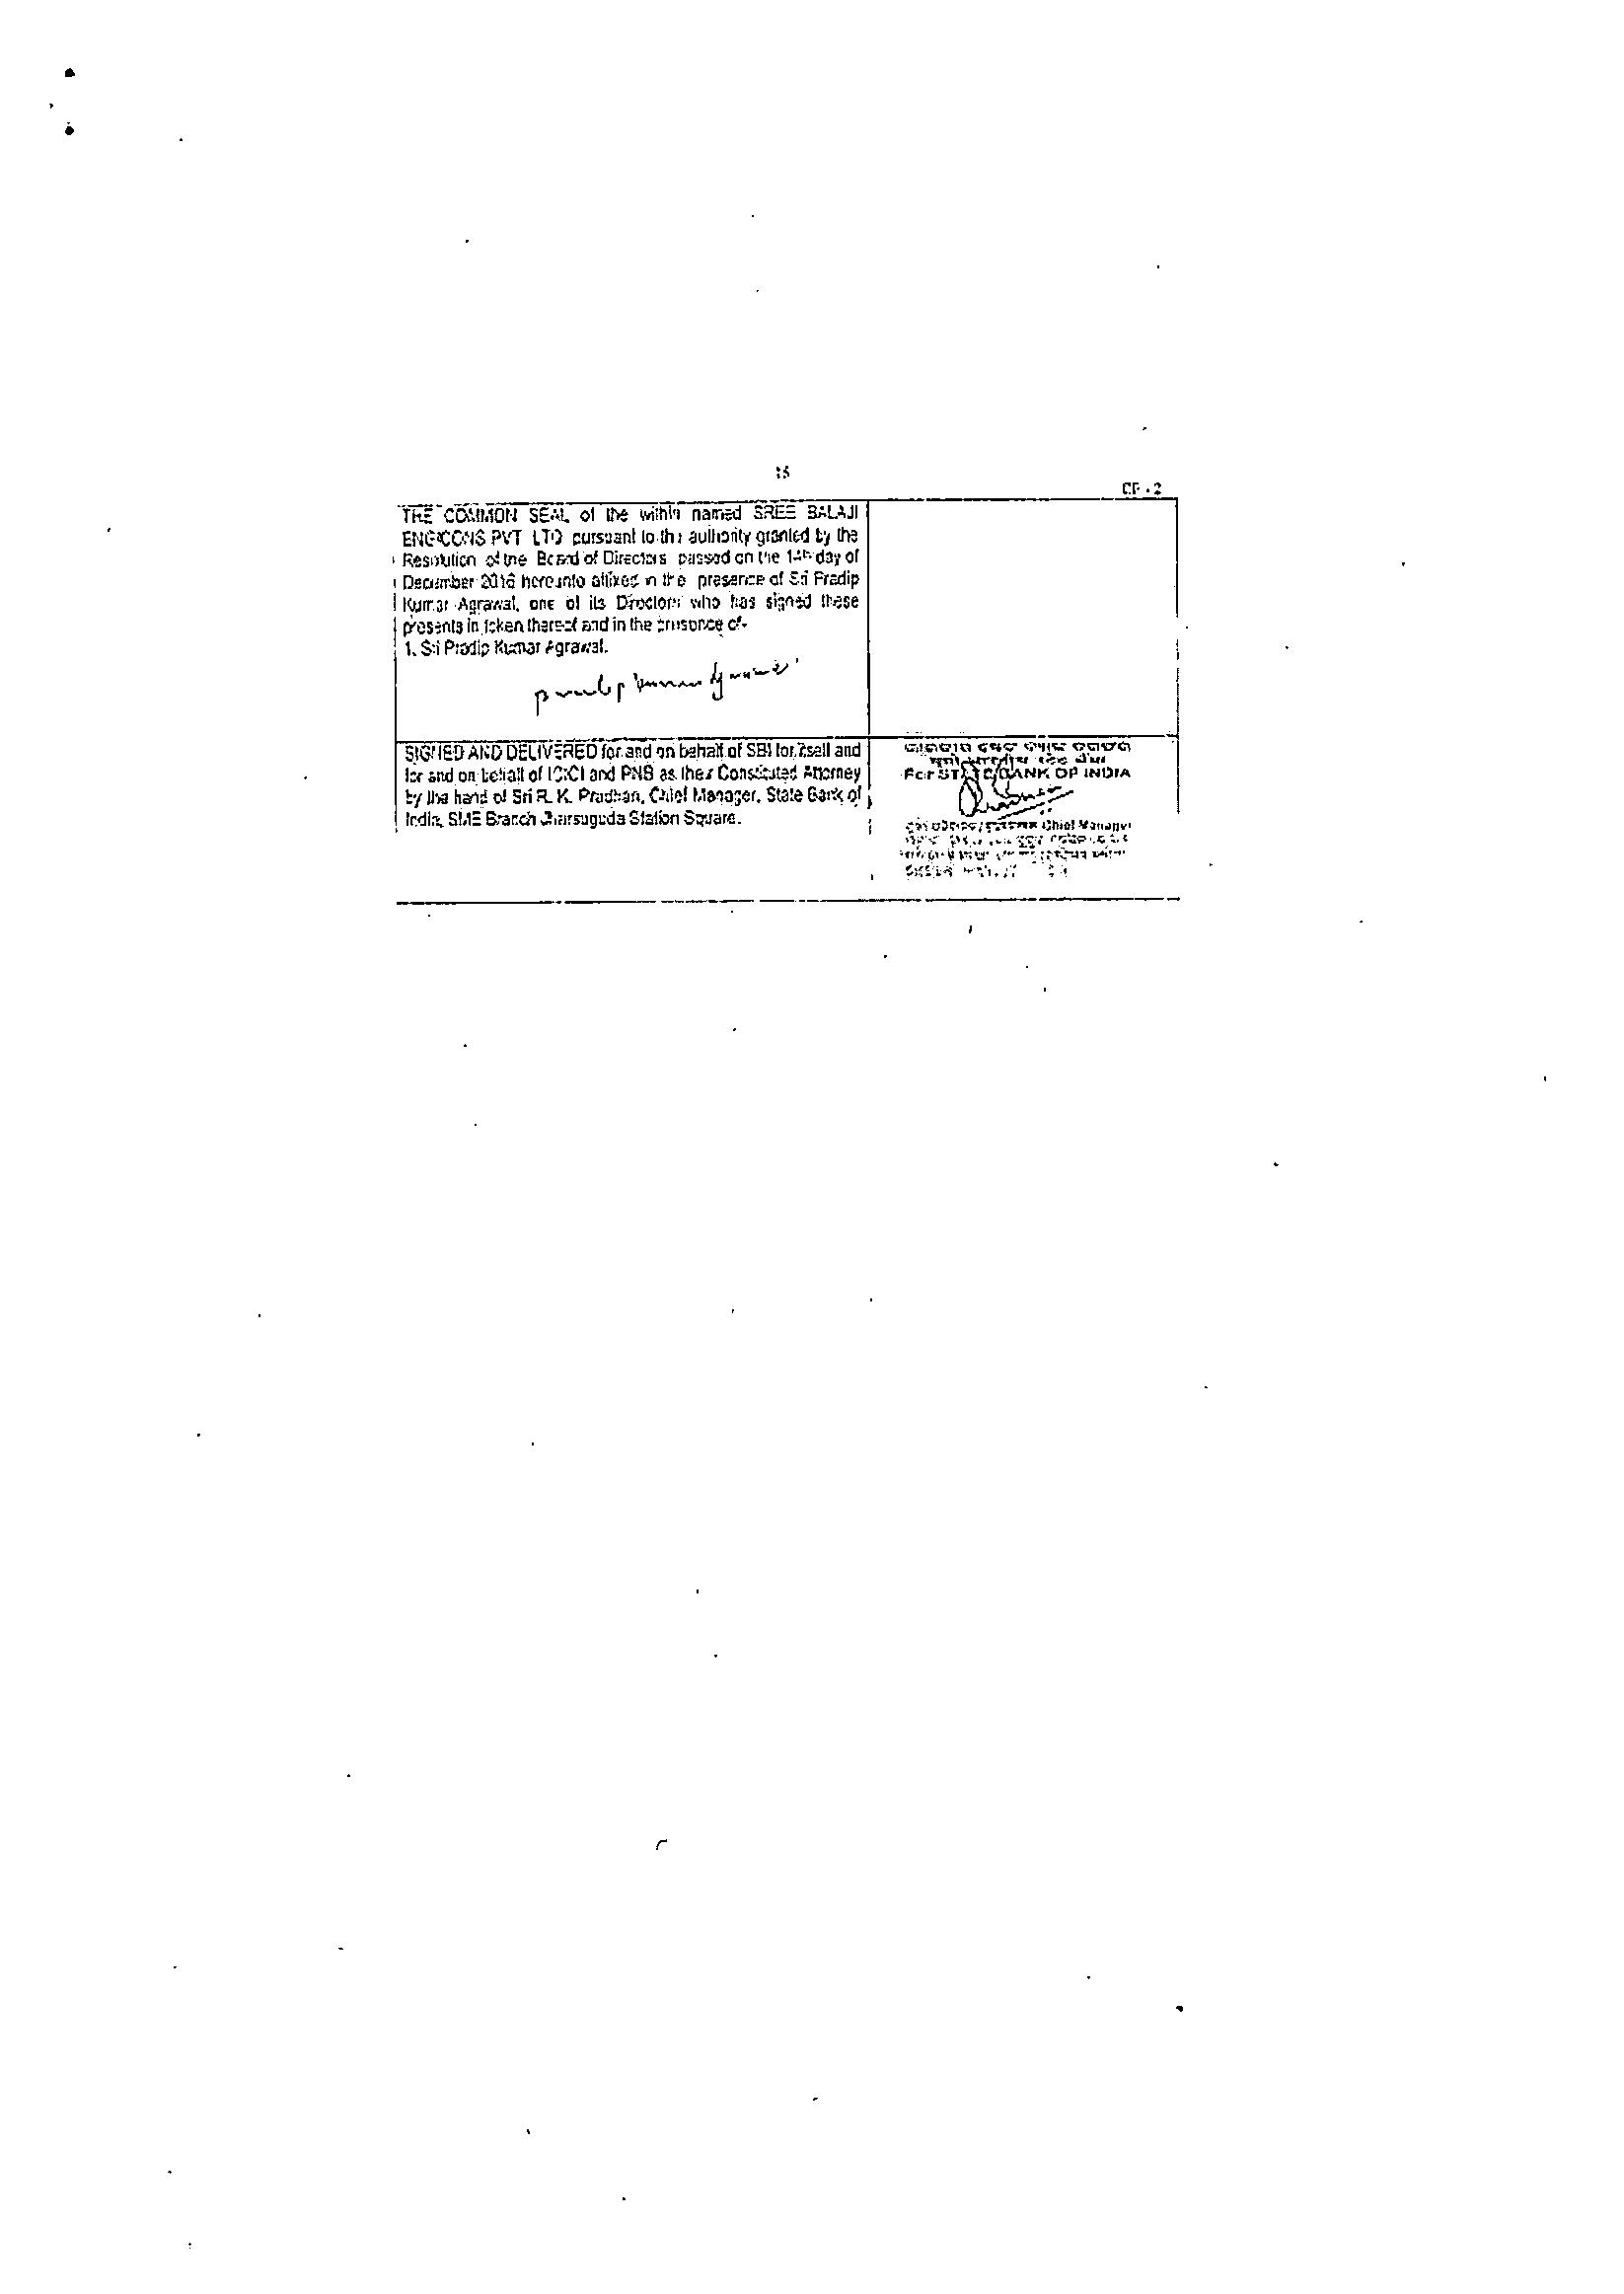 15
CF - 2
THE COMMON SEAL of the within named SREE BALAJI
ENGICONS PVT LTD pursuant to the authority granted by the
Resolution of the Board of Directors passed on the 14th day of
December 2016 hereunto affixed in the presence of Sri Pradip
Kumar Agrawal, one of its Directors who has signed these
presents in token thereof and in the presence of-
1. Sri Pradip Kumar Agrawal.
Pradip Kumar Agrawal
SIGNED AND DELIVERED for and on behalf of SBI for itself and
for and on behalf of ICICI and PNB as their Constituted Attorney
by the hand of Sri R. K. Pradhan, Chief Manager, State Bank of
India, SME Branch Jharsuguda Station Square.
For STATE BANK OF INDIA
Chief Manager